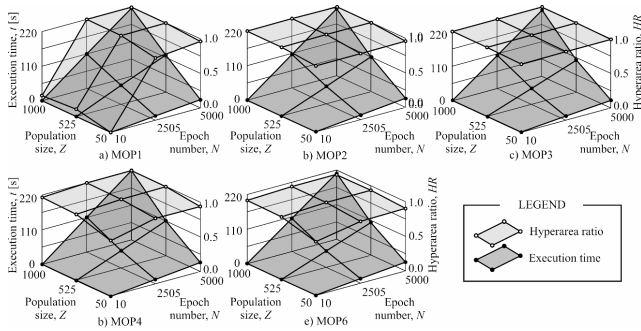 Execution time, t [s]
220
110
0
1000
525
50
10
2505
5000
1.0
0.5
0.0
Population size, Z
Epoch number, N
a) MOP1
220
110
0
1000
525
50
10
2505
5000
1.0
0.5
0.0
Population size, Z
Epoch number, N
b) MOP2
220
110
0
1000
525
50
10
2505
5000
1.0
0.5
0.0
Hyperarea ratio, HR
Population size, Z
Epoch number, N
c) MOP3
Execution time, t [s]
220
110
0
1000
525
50
10
2505
5000
1.0
0.5
0.0
Population size, Z
Epoch number, N
b) MOP4
220
110
0
1000
525
50
10
2505
5000
1.0
0.5
0.0
Hyperarea ratio, HR
Population size, Z
Epoch number, N
e) MOP6
LEGEND
Hyperarea ratio
Execution time